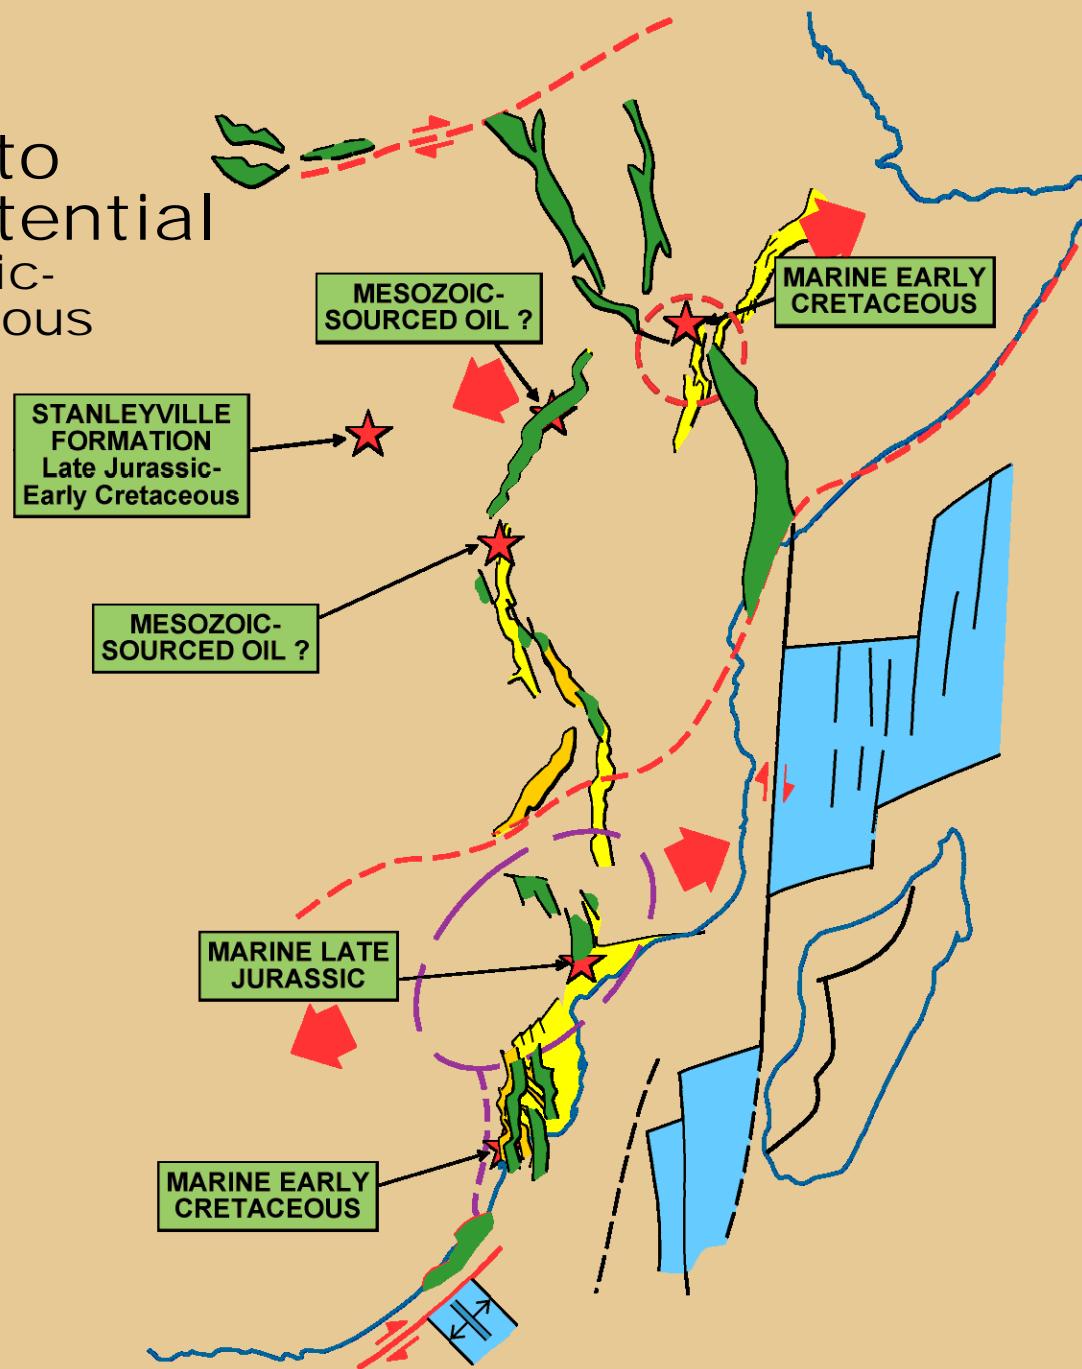 to
tential
ic-
ous
MARINE EARLY
CRETACEOUS
MESOZOIC-
SOURCED OIL ?
STANLEYVILLE
FORMATION
Late Jurassic-
Early Cretaceous
MESOZOIC-
SOURCED OIL ?
MARINE LATE
JURASSIC
MARINE EARLY
CRETACEOUS